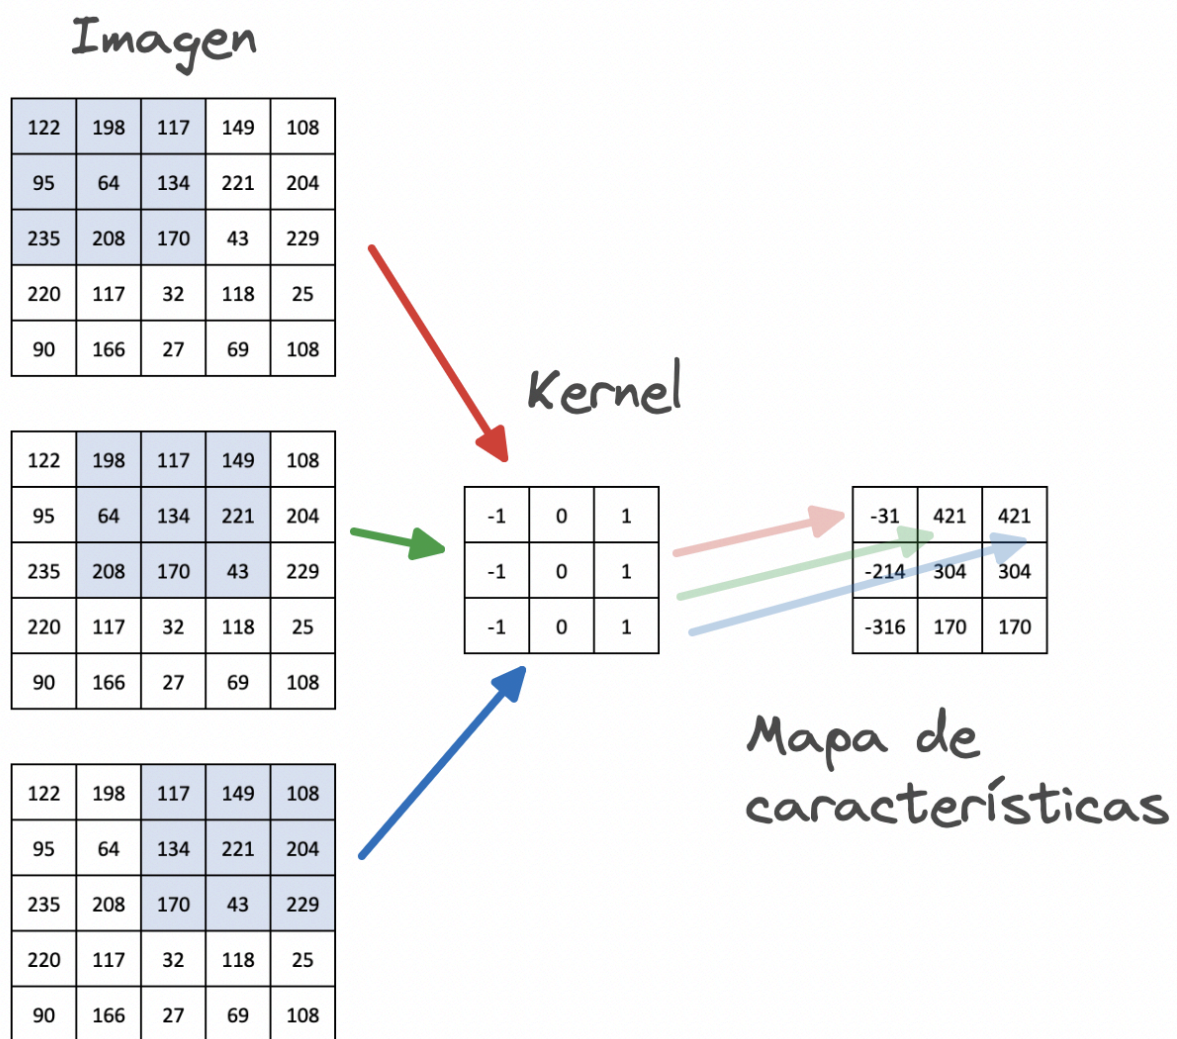 Imagen
122 198 117 149 108
95 64 134 221 204
235 208 170 43 229
220 117 32 118 25
90 166 27 69 108
Kernel
122 198 117 149 108
95 64 134 221 204
235 208 170 43 229
220 117 32 118 25
90 166 27 69 108
-1 0 1
-1 0 1
-1 0 1
-31 421 421
-214 304 304
-316 170 170
Mapa de
características
122 198 117 149 108
95 64 134 221 204
235 208 170 43 229
220 117 32 118 25
90 166 27 69 108